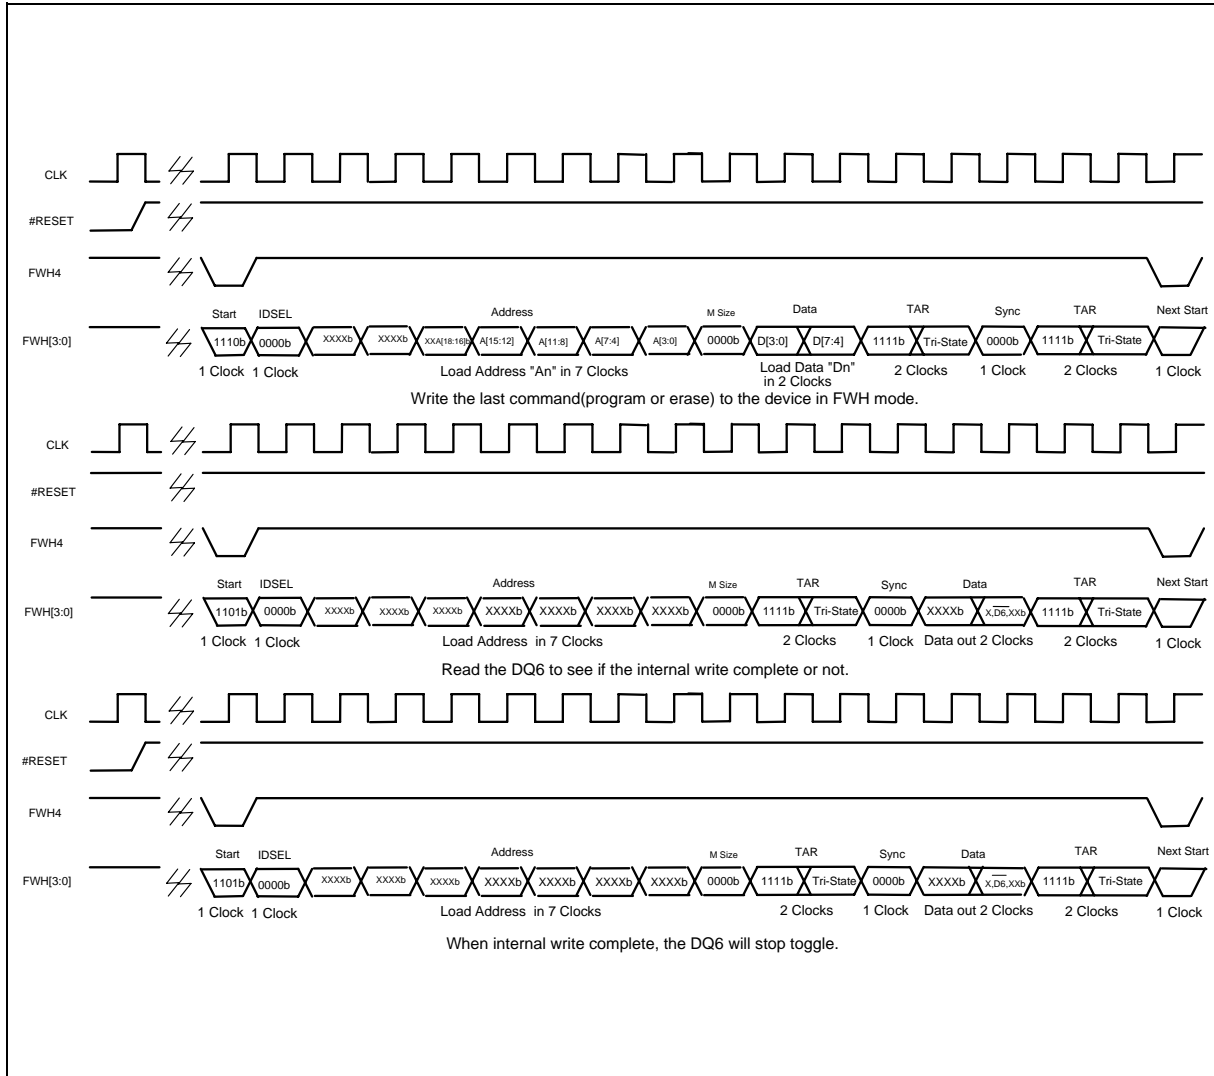 CLK
#RESET
FWH4
Start IDSEL Address M Size Data TAR Sync TAR Next Start
FWH[3:0] 1110b 0000b XXXXb XXXXb XXA[18:16]b A[15:12] A[11:8] A[7:4] A[3:0] 0000b D[3:0] D[7:4] 1111b Tri-State 0000b 1111b Tri-State
1 Clock 1 Clock Load Address "An" in 7 Clocks Load Data "Dn" 2 Clocks 1 Clock 2 Clocks 1 Clock
in 2 Clocks
Write the last command(program or erase) to the device in FWH mode.
CLK
#RESET
FWH4
Start IDSEL Address M Size TAR Sync Data TAR Next Start
FWH[3:0] 1101b 0000b XXXXb XXXXb XXXXb XXXXb XXXXb XXXXb XXXXb 0000b 1111b Tri-State 0000b XXXXb X,D6,XXb 1111b Tri-State
1 Clock 1 Clock Load Address in 7 Clocks 2 Clocks 1 Clock Data out 2 Clocks 2 Clocks 1 Clock
Read the DQ6 to see if the internal write complete or not.
CLK
#RESET
FWH4
Start IDSEL Address M Size TAR Sync Data TAR Next Start
FWH[3:0] 1101b 0000b XXXXb XXXXb XXXXb XXXXb XXXXb XXXXb XXXXb 0000b 1111b Tri-State 0000b XXXXb X,D6,XXb 1111b Tri-State
1 Clock 1 Clock Load Address in 7 Clocks 2 Clocks 1 Clock Data out 2 Clocks 2 Clocks 1 Clock
When internal write complete, the DQ6 will stop toggle.